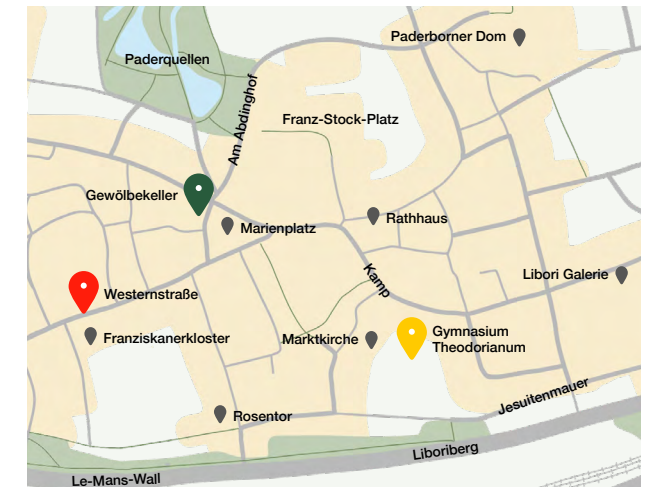 Paderborner Dom
Paderquellen
Am Abdinghof
Franz-Stock-Platz
Gewölbekeller
Marienplatz
Rathhaus
Kamp
Libori Galerie
Westernstraße
Franziskanerkloster
Marktkirche
Gymnasium
Theodorianum
Rosentor
Jesuitenmauer
Liboriberg
Le-Mans-Wall